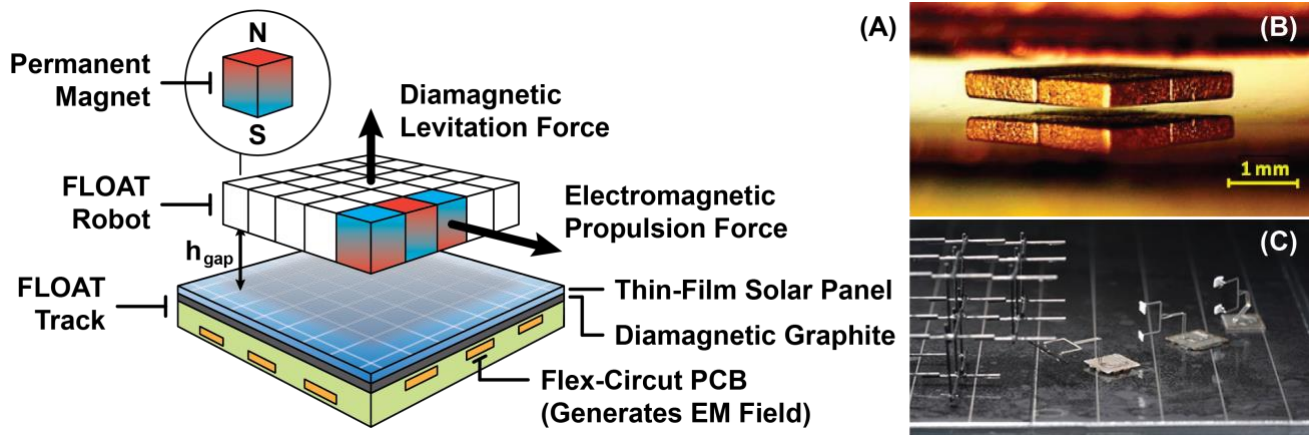 N
Permanent
Magnet
S
Diamagnetic
Levitation Force
FLOAT
Robot
Electromagnetic
Propulsion Force
h_gap
FLOAT
Track
Thin-Film Solar Panel
Diamagnetic Graphite
Flex-Circut PCB
(Generates EM Field)
(A)
(B)
1 mm
(C)